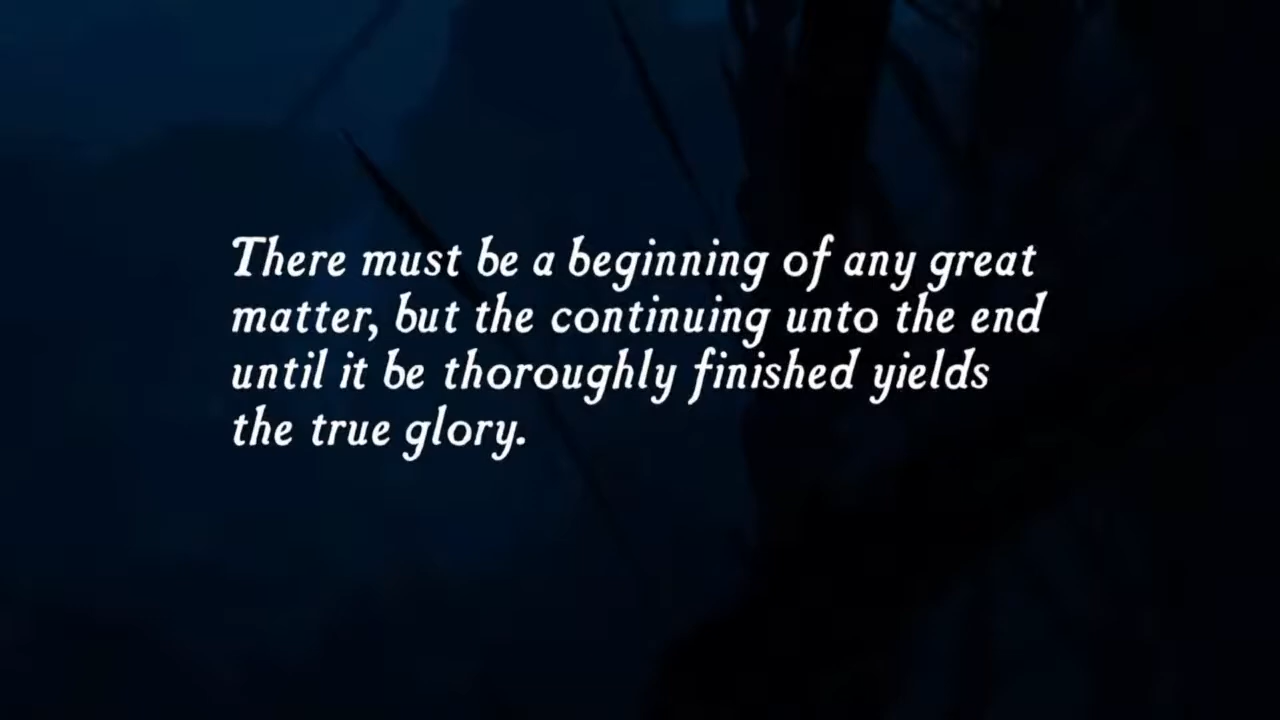 There must be a beginning of any great
matter, but the continuing unto the end
until it be thoroughly finished yields
the true glory.